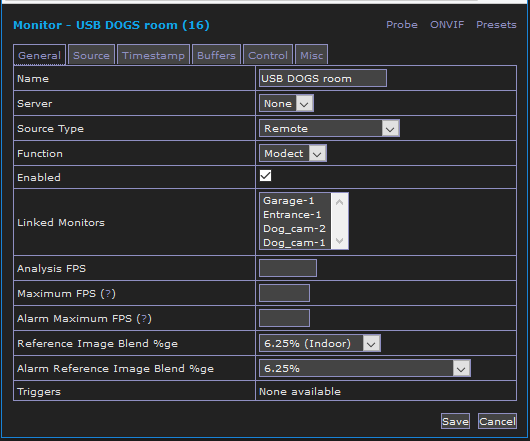 Monitor - USB DOGS room (16) Probe ONVIF Presets
General Source Timestamp Buffers Control Misc
Name USB DOGS room
Server None
Source Type Remote
Function Modect
Enabled
Linked Monitors
Garage-1
Entrance-1
Dog_cam-2
Dog_cam-1
Analysis FPS
Maximum FPS (?)
Alarm Maximum FPS (?)
Reference Image Blend %ge 6.25% (Indoor)
Alarm Reference Image Blend %ge 6.25%
Triggers None available
Save Cancel